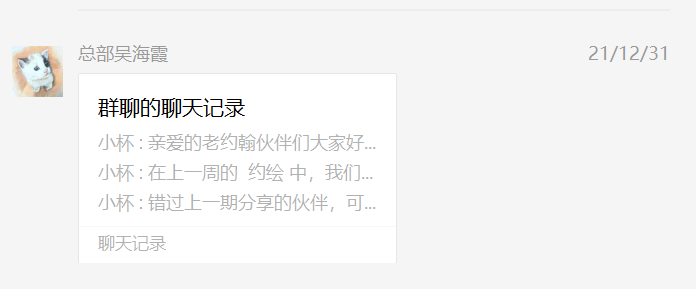 总部吴海霞
21/12/31
群聊的聊天记录
小杯 : 亲爱的老约翰伙伴们大家好...
小杯 : 在上一周的 约绘 中，我们...
小杯 : 错过上一期分享的伙伴，可...
聊天记录